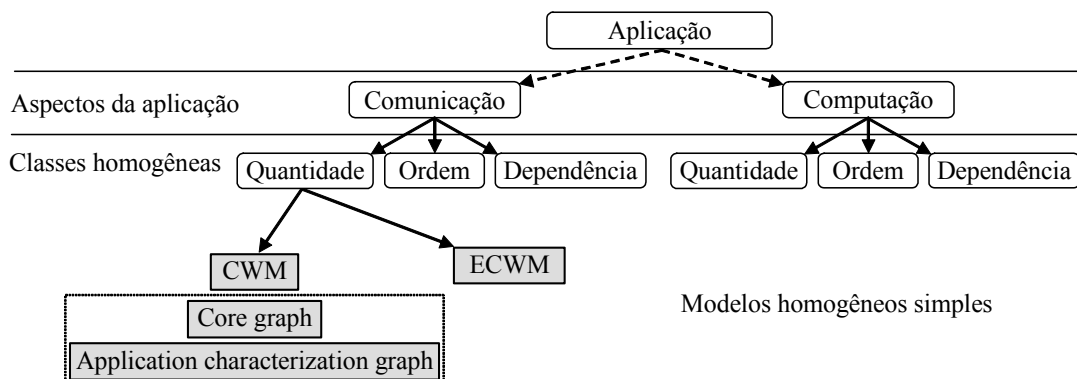 Aplicação
Aspectos da aplicação
Comunicação
Computação
Classes homogêneas
Quantidade
Ordem
Dependência
Quantidade
Ordem
Dependência
CWM
ECWM
Core graph
Application characterization graph
Modelos homogêneos simples